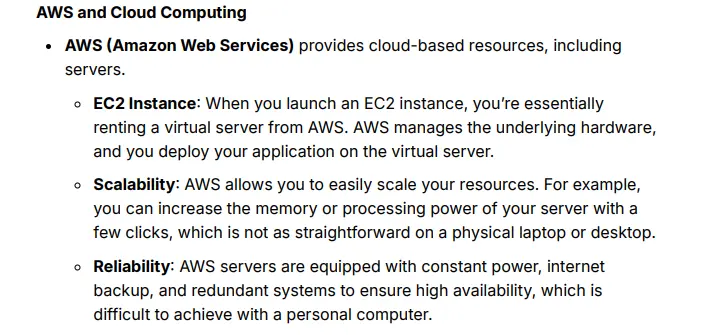 AWS and Cloud Computing
• AWS (Amazon Web Services) provides cloud-based resources, including
servers.
◦ EC2 Instance: When you launch an EC2 instance, you’re essentially
renting a virtual server from AWS. AWS manages the underlying hardware,
and you deploy your application on the virtual server.
◦ Scalability: AWS allows you to easily scale your resources. For example,
you can increase the memory or processing power of your server with a
few clicks, which is not as straightforward on a physical laptop or desktop.
◦ Reliability: AWS servers are equipped with constant power, internet
backup, and redundant systems to ensure high availability, which is
difficult to achieve with a personal computer.